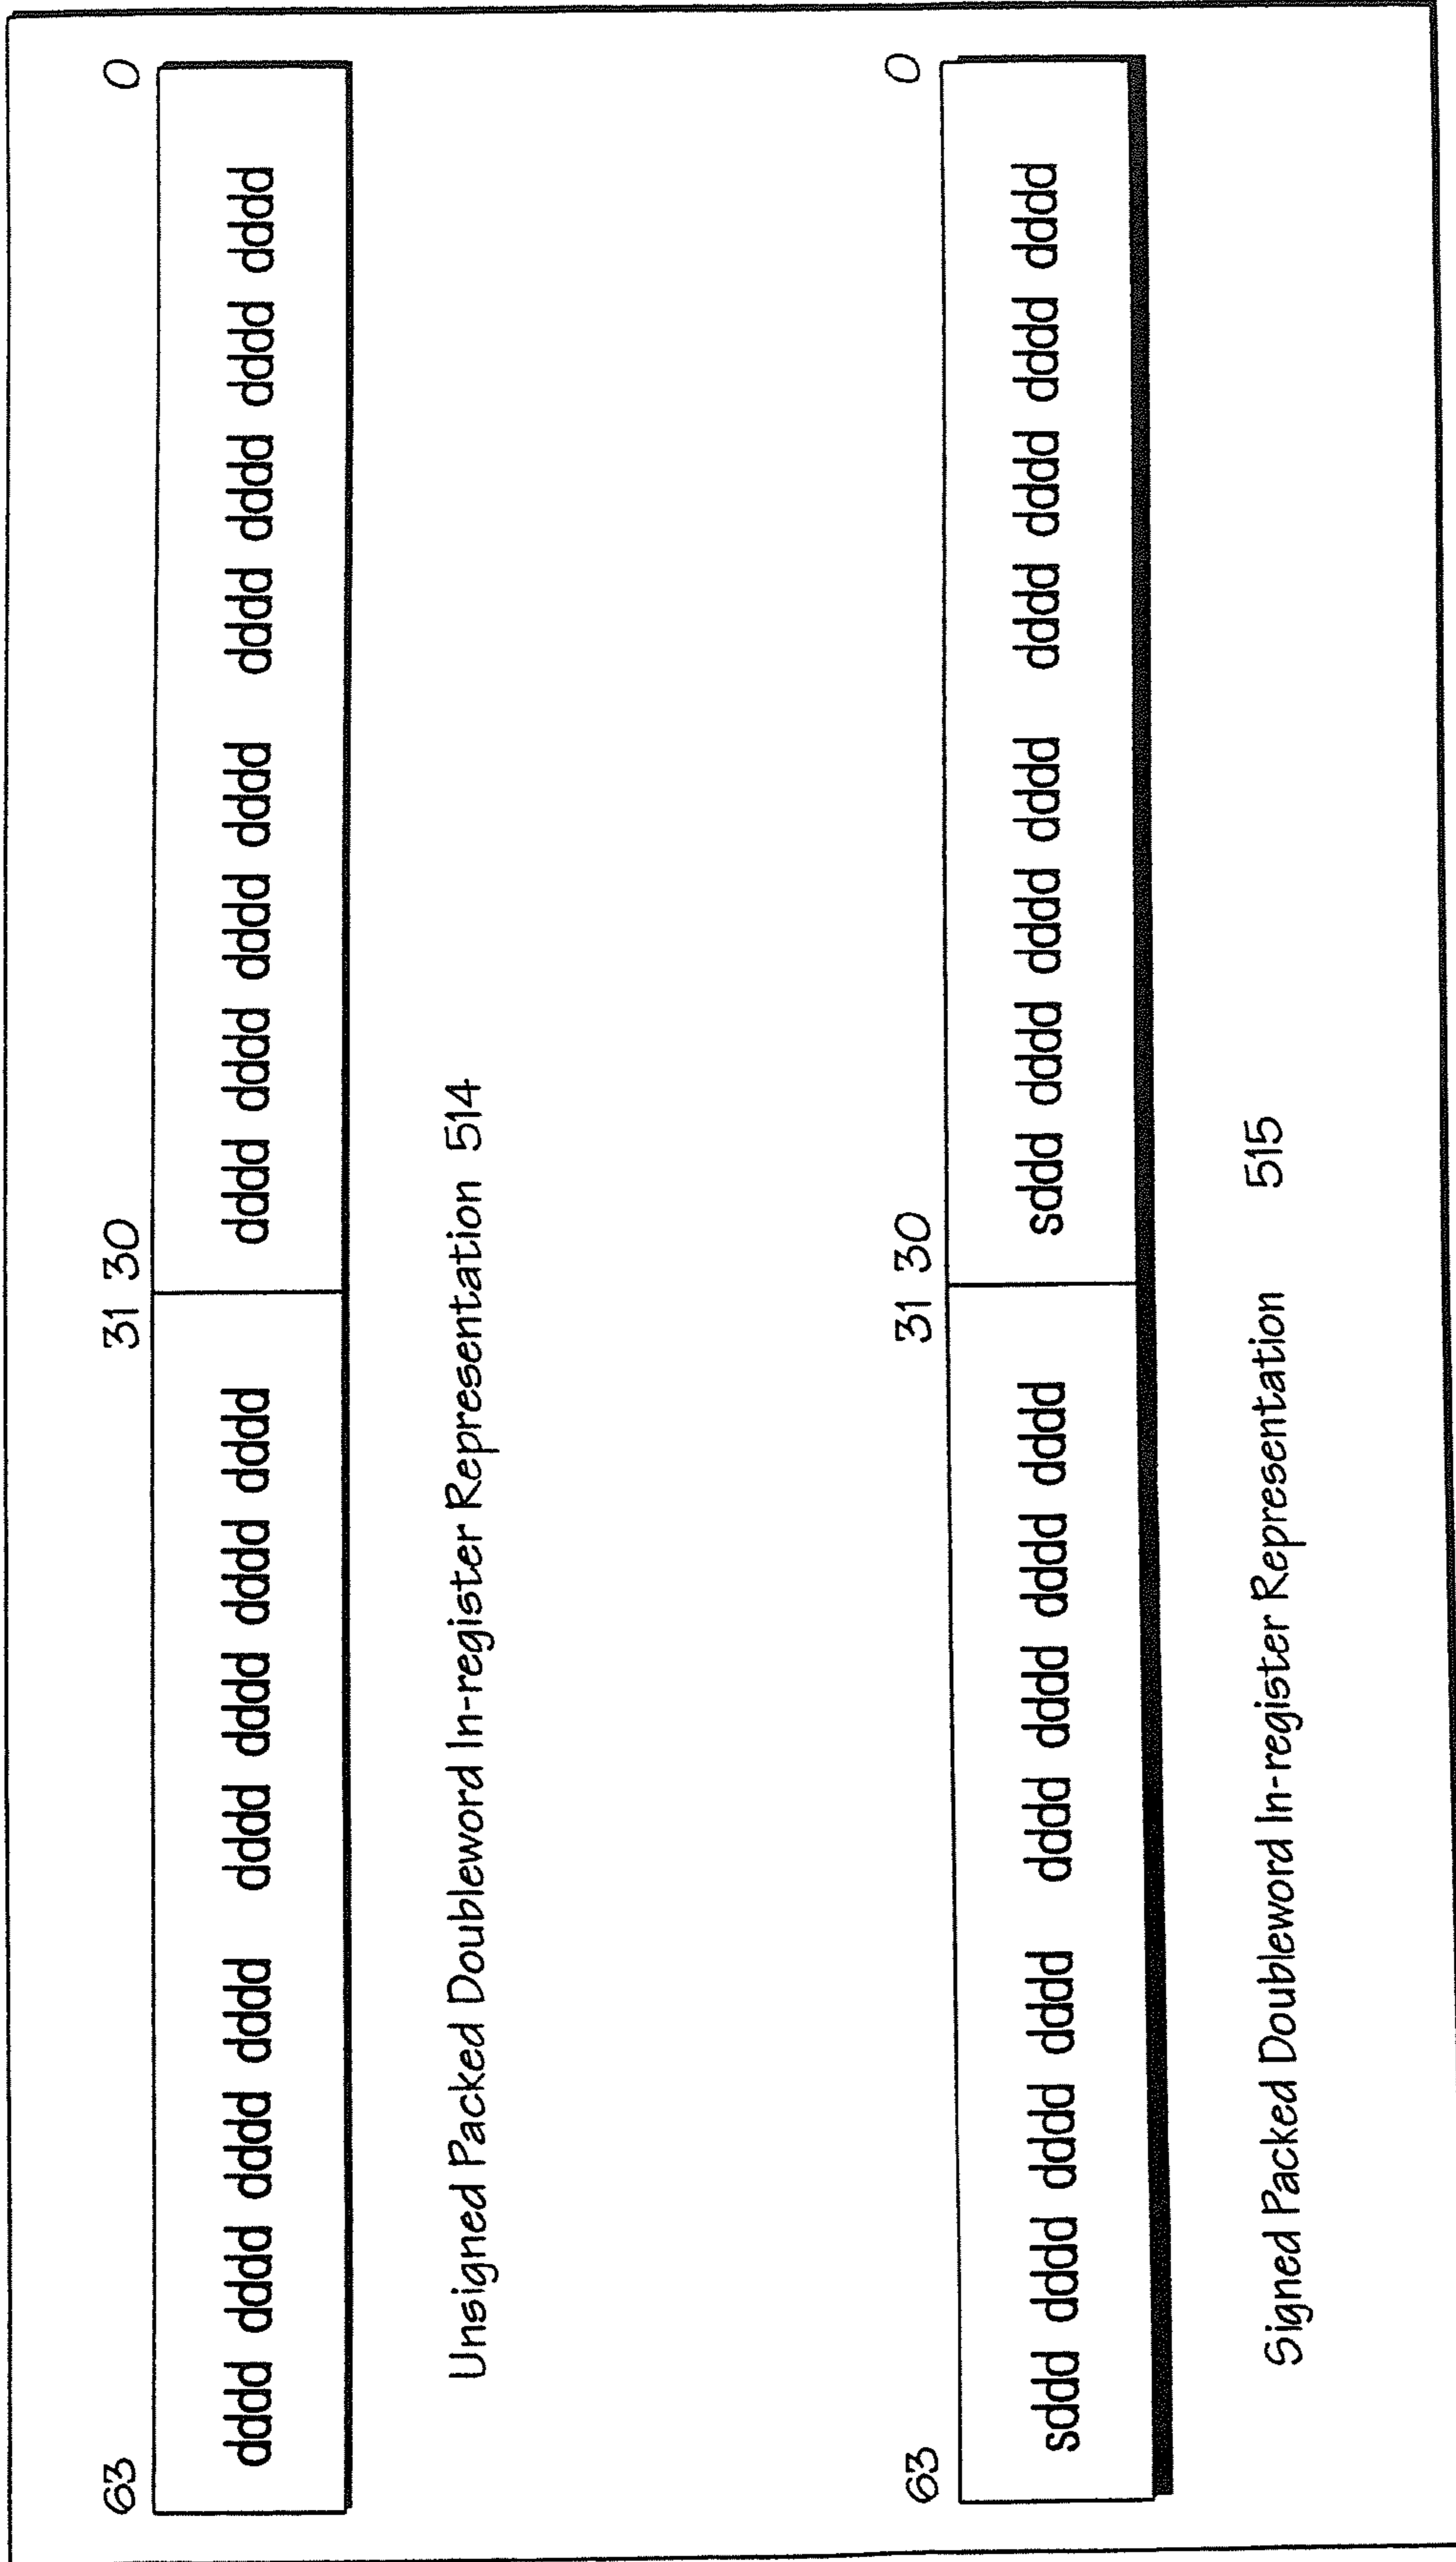 63 31 30 0
dddd dddd dddd dddd dddd dddd dddd dddd dddd dddd dddd dddd dddd dddd dddd dddd
Unsigned Packed Doubleword In-register Representation 514
63 31 30 0
sddd dddd dddd dddd dddd dddd dddd dddd sddd dddd dddd dddd dddd dddd dddd dddd
Signed Packed Doubleword In-register Representation 515